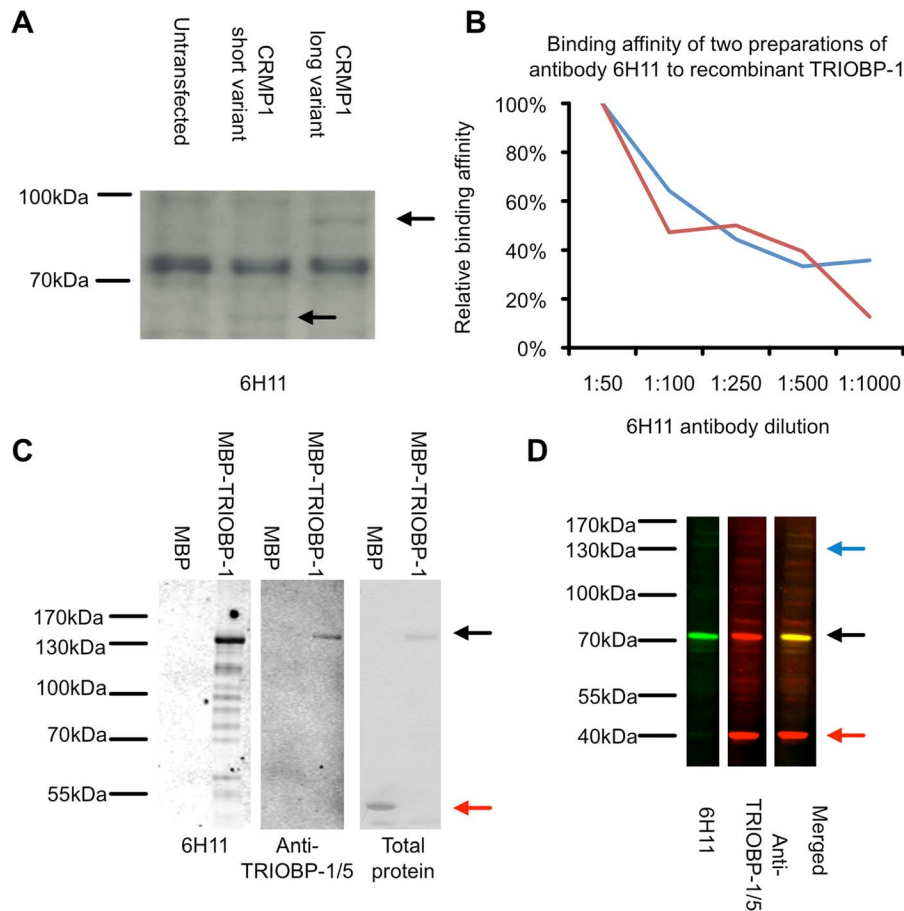 A
Untransfected
CRMP1
short variant
CRMP1
long variant
100kDa
70kDa
6H11
B
Binding affinity of two preparations of
antibody 6H11 to recombinant TRIOBP-1
Relative binding affinity
100%
80%
60%
40%
20%
0%
1:50 1:100 1:250 1:500 1:1000
6H11 antibody dilution
C
MBP
MBP-TRIOBP-1
MBP
MBP-TRIOBP-1
MBP
MBP-TRIOBP-1
170kDa
130kDa
100kDa
70kDa
55kDa
6H11
Anti-
TRIOBP-1/5
Total
protein
D
170kDa
130kDa
100kDa
70kDa
55kDa
40kDa
6H11
Anti-
TRIOBP-1/5
Merged